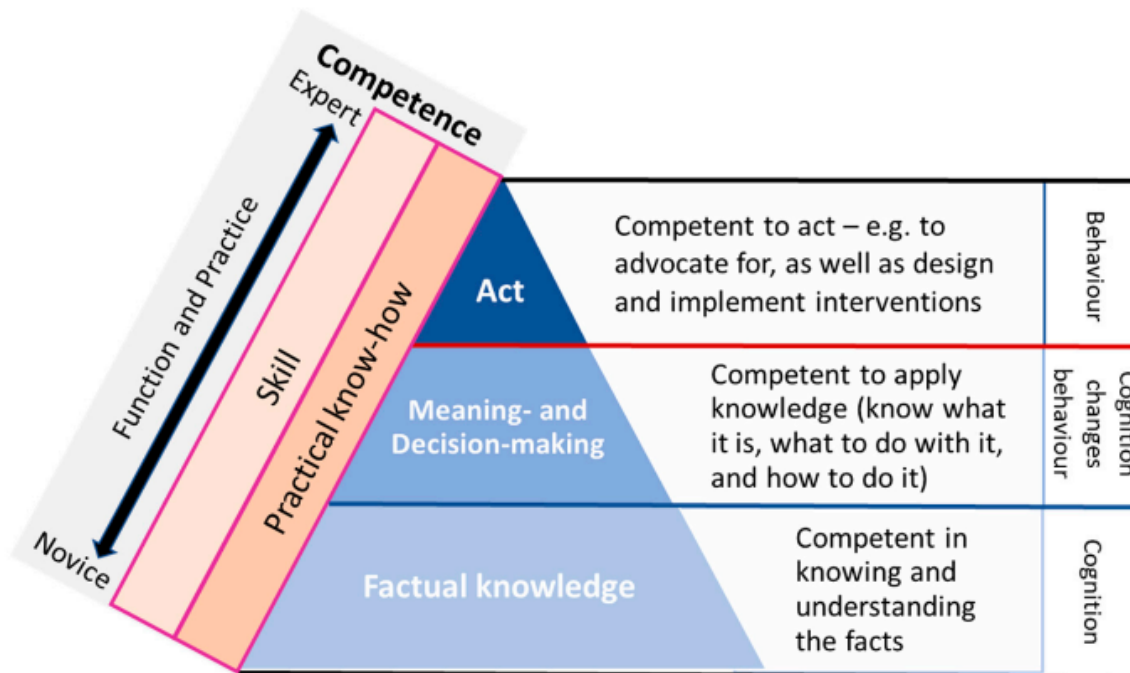 Competence
Expert
Function and Practice
Novice
Skill
Practical know-how
Act
Competent to act – e.g. to
advocate for, as well as design
and implement interventions
Behaviour
Meaning- and
Decision-making
Competent to apply
knowledge (know what
it is, what to do with it,
and how to do it)
Cognition
changes
behaviour
Factual knowledge
Competent in
knowing and
understanding
the facts
Cognition